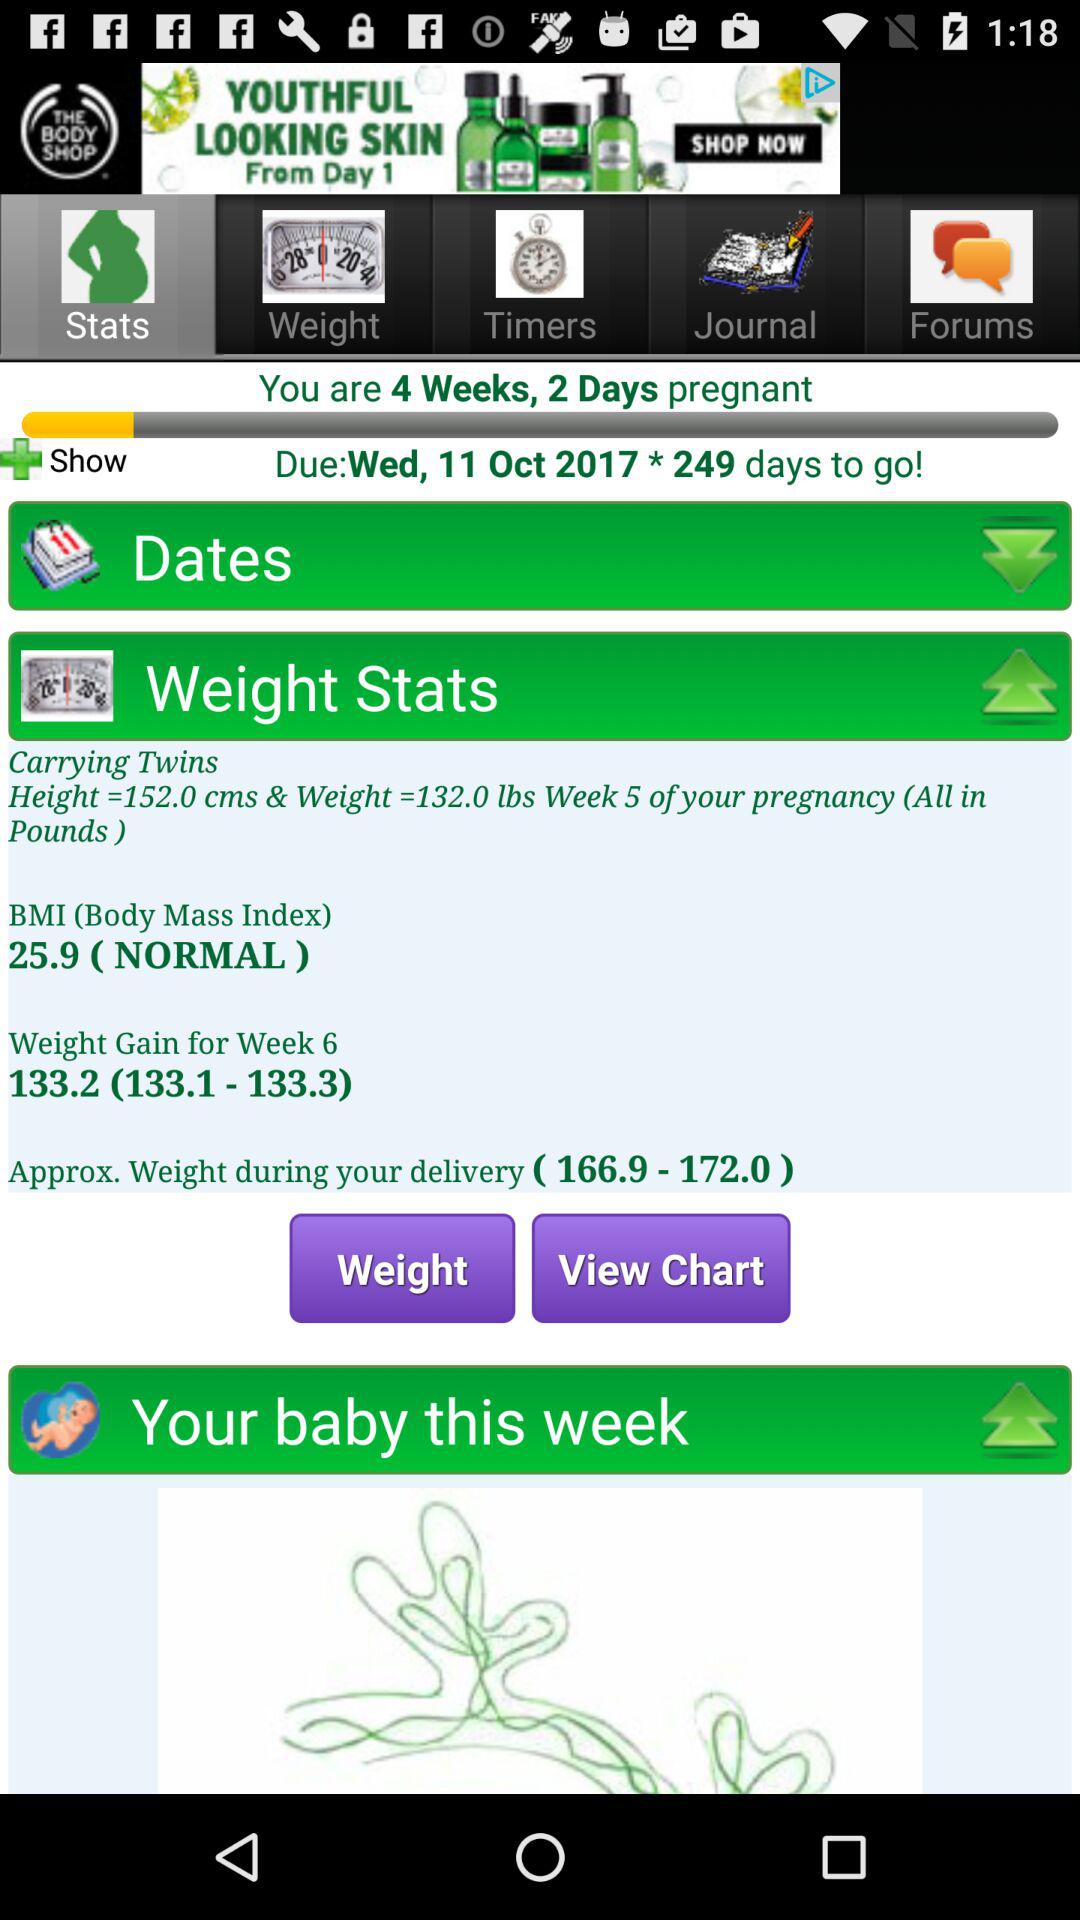 1:18
THE
BODY
SHOP
YOUTHFUL
LOOKING SKIN
From Day 1
SHOP NOW
Stats
Weight
Timers
Journal
Forums
You are 4 Weeks, 2 Days pregnant
Show
Due:Wed, 11 Oct 2017 * 249 days to go!
Dates
Weight Stats
Carrying Twins
Height =152.0 cms & Weight =132.0 lbs Week 5 of your pregnancy (All in
Pounds )
BMI (Body Mass Index)
25.9 ( NORMAL )
Weight Gain for Week 6
133.2 (133.1 - 133.3)
Approx. Weight during your delivery ( 166.9 - 172.0 )
Weight
View Chart
Your baby this week